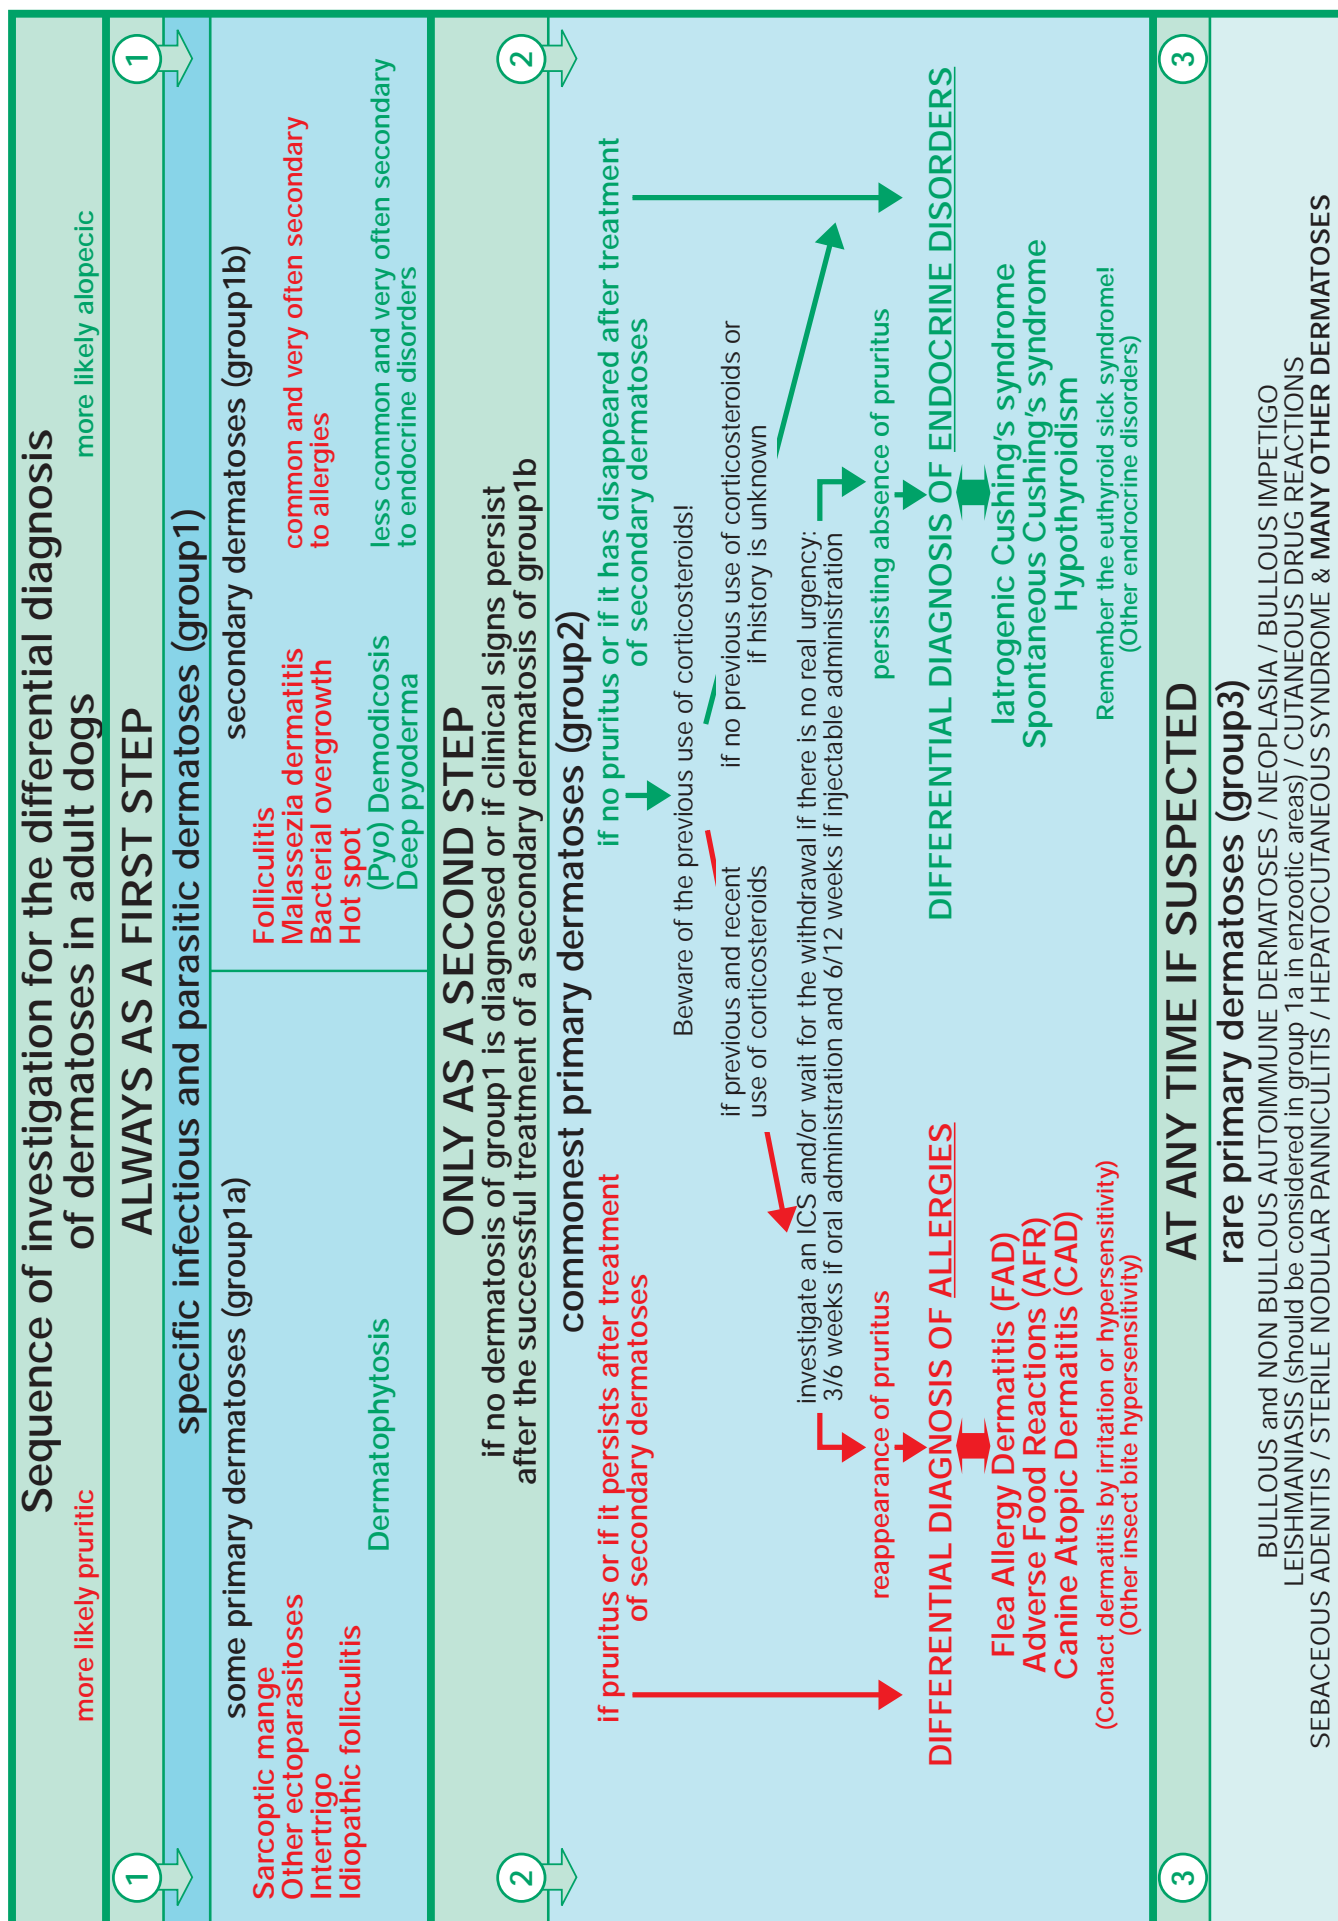 Sequence of investigation for the differential diagnosis
of dermatoses in adult dogs
more likely pruritic
more likely alopecic
1
ALWAYS AS A FIRST STEP
1
specific infectious and parasitic dermatoses (group1)
some primary dermatoses (group1a)
Sarcoptic mange
Other ectoparasitoses
Intertrigo
Idiopathic folliculitis
Dermatophytosis
secondary dermatoses (group1b)
Folliculitis
Malassezia dermatitis
Bacterial overgrowth
Hot spot
common and very often secondary
to allergies
(Pyo) Demodicosis
Deep pyoderma
less common and very often secondary
to endocrine disorders
2
ONLY AS A SECOND STEP
2
if no dermatosis of group1 is diagnosed or if clinical signs persist
after the successful treatment of a secondary dermatosis of group1b
commonest primary dermatoses (group2)
if pruritus or if it persists after treatment
of secondary dermatoses
if no pruritus or if it has disappeared after treatment
of secondary dermatoses
Beware of the previous use of corticosteroids!
if previous and recent
use of corticosteroids
if no previous use of corticosteroids or
if history is unknown
investigate an ICS and/or wait for the withdrawal if there is no real urgency:
3/6 weeks if oral administration and 6/12 weeks if injectable administration
reappearance of pruritus
persisting absence of pruritus
DIFFERENTIAL DIAGNOSIS OF ALLERGIES
Flea Allergy Dermatitis (FAD)
Adverse Food Reactions (AFR)
Canine Atopic Dermatitis (CAD)
(Contact dermatitis by irritation or hypersensitivity)
(Other insect bite hypersensitivity)
DIFFERENTIAL DIAGNOSIS OF ENDOCRINE DISORDERS
Iatrogenic Cushing's syndrome
Spontaneous Cushing's syndrome
Hypothyroidism
Remember the euthyroid sick syndrome!
(Other endocrine disorders)
3
AT ANY TIME IF SUSPECTED
3
rare primary dermatoses (group3)
BULLOUS and NON BULLOUS AUTOIMMUNE DERMATOSES / NEOPLASIA / BULLOUS IMPETIGO
LEISHMANIASIS (should be considered in group 1a in enzootic areas) / CUTANEOUS DRUG REACTIONS
SEBACEOUS ADENITIS / STERILE NODULAR PANNICULITIS / HEPATOCUTANEOUS SYNDROME & MANY OTHER DERMATOSES